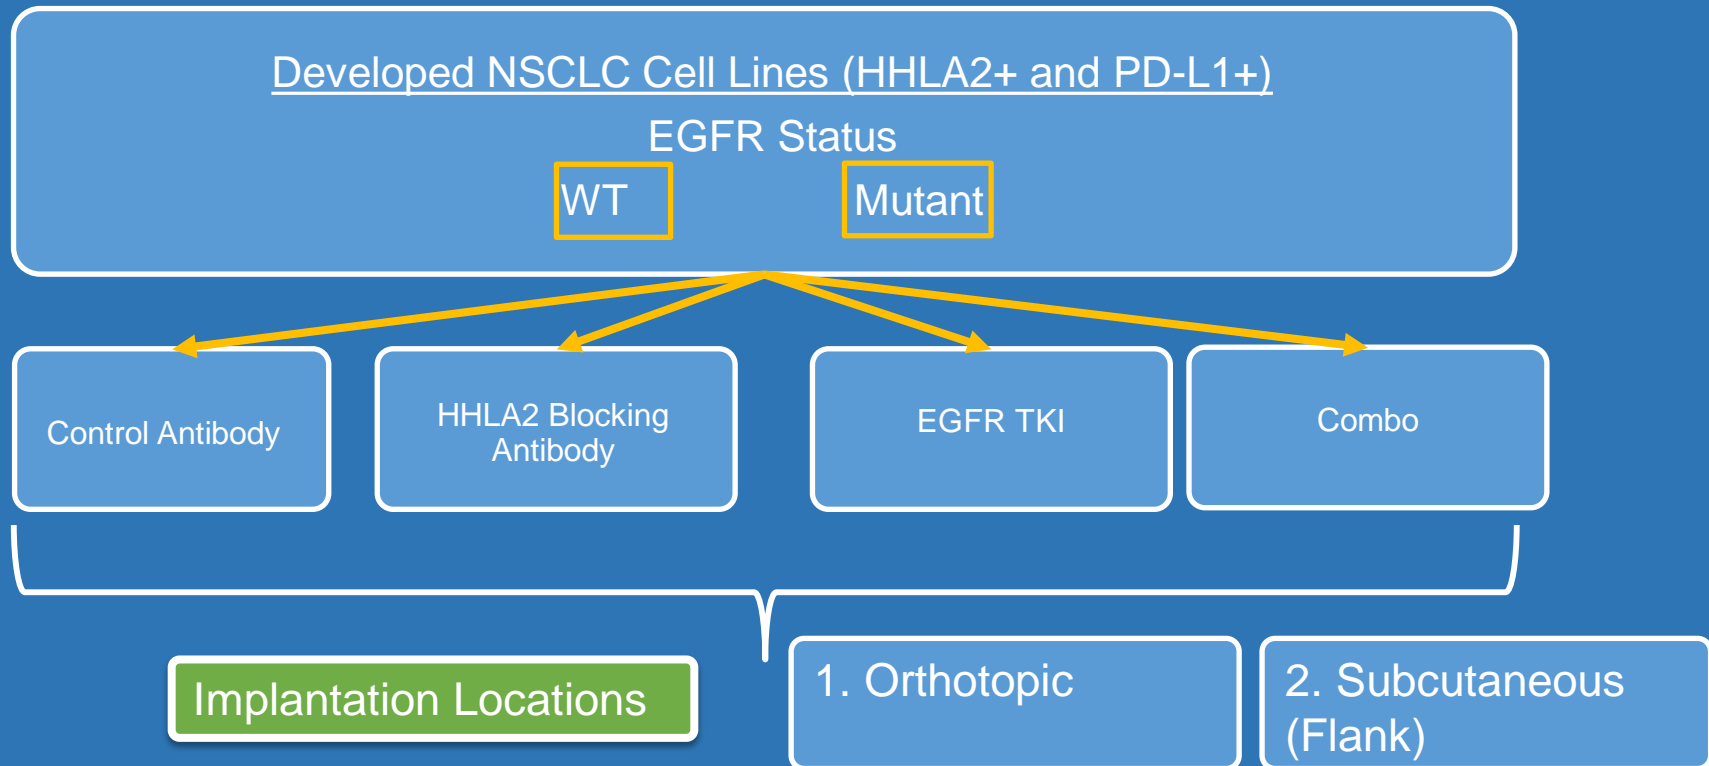 Developed NSCLC Cell Lines (HHLA2+ and PD-L1+)
EGFR Status
WT
Mutant
Control Antibody
HHLA2 Blocking
Antibody
EGFR TKI
Combo
Implantation Locations
1. Orthotopic
2. Subcutaneous
(Flank)